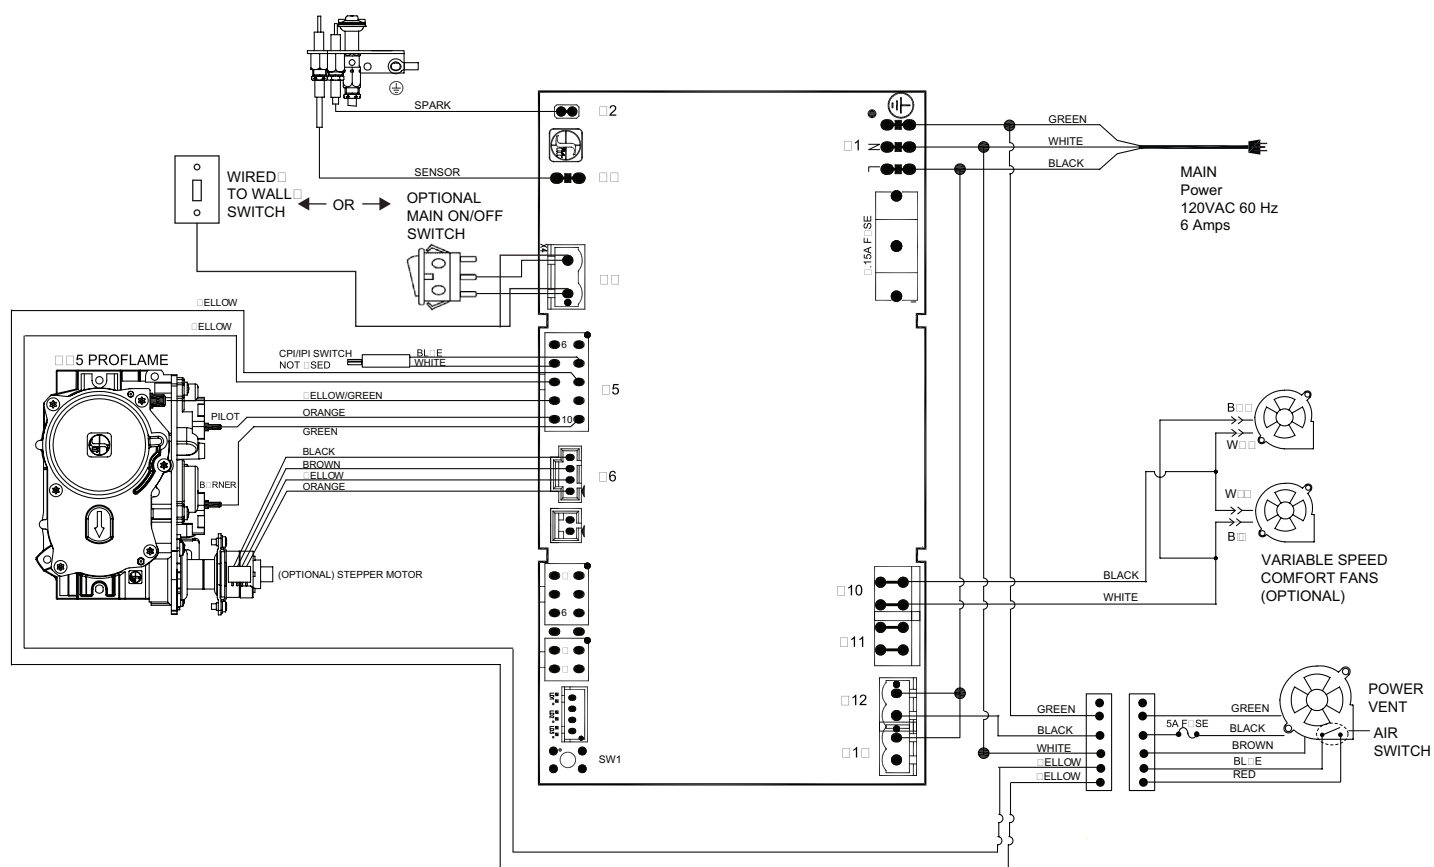 SPARK
□2
GREEN
□1
N
WHITE
L
BLACK
MAIN
Power
120VAC 60 Hz
6 Amps
SENSOR
□□
WIRED□
TO WALL□
SWITCH
OR
OPTIONAL
MAIN ON/OFF
SWITCH
X4
□□
□.15A F□SE
□ELLOW
□ELLOW
CPI/IPI SWITCH
NOT □SED
BL□E
WHITE
6
□5
10
□□5 PROFLAME
□ELLOW/GREEN
PILOT
ORANGE
GREEN
BLACK
BROWN
□ELLOW
ORANGE
□6
B□RNER
(OPTIONAL) STEPPER MOTOR
6
SW1
B□□
W□□
W□□
B□
VARIABLE SPEED
COMFORT FANS
(OPTIONAL)
□10
BLACK
WHITE
□11
□12
□1□
GREEN
BLACK
WHITE
□ELLOW
□ELLOW
GREEN
5A F□SE
BLACK
BROWN
BL□E
RED
POWER
VENT
AIR
SWITCH